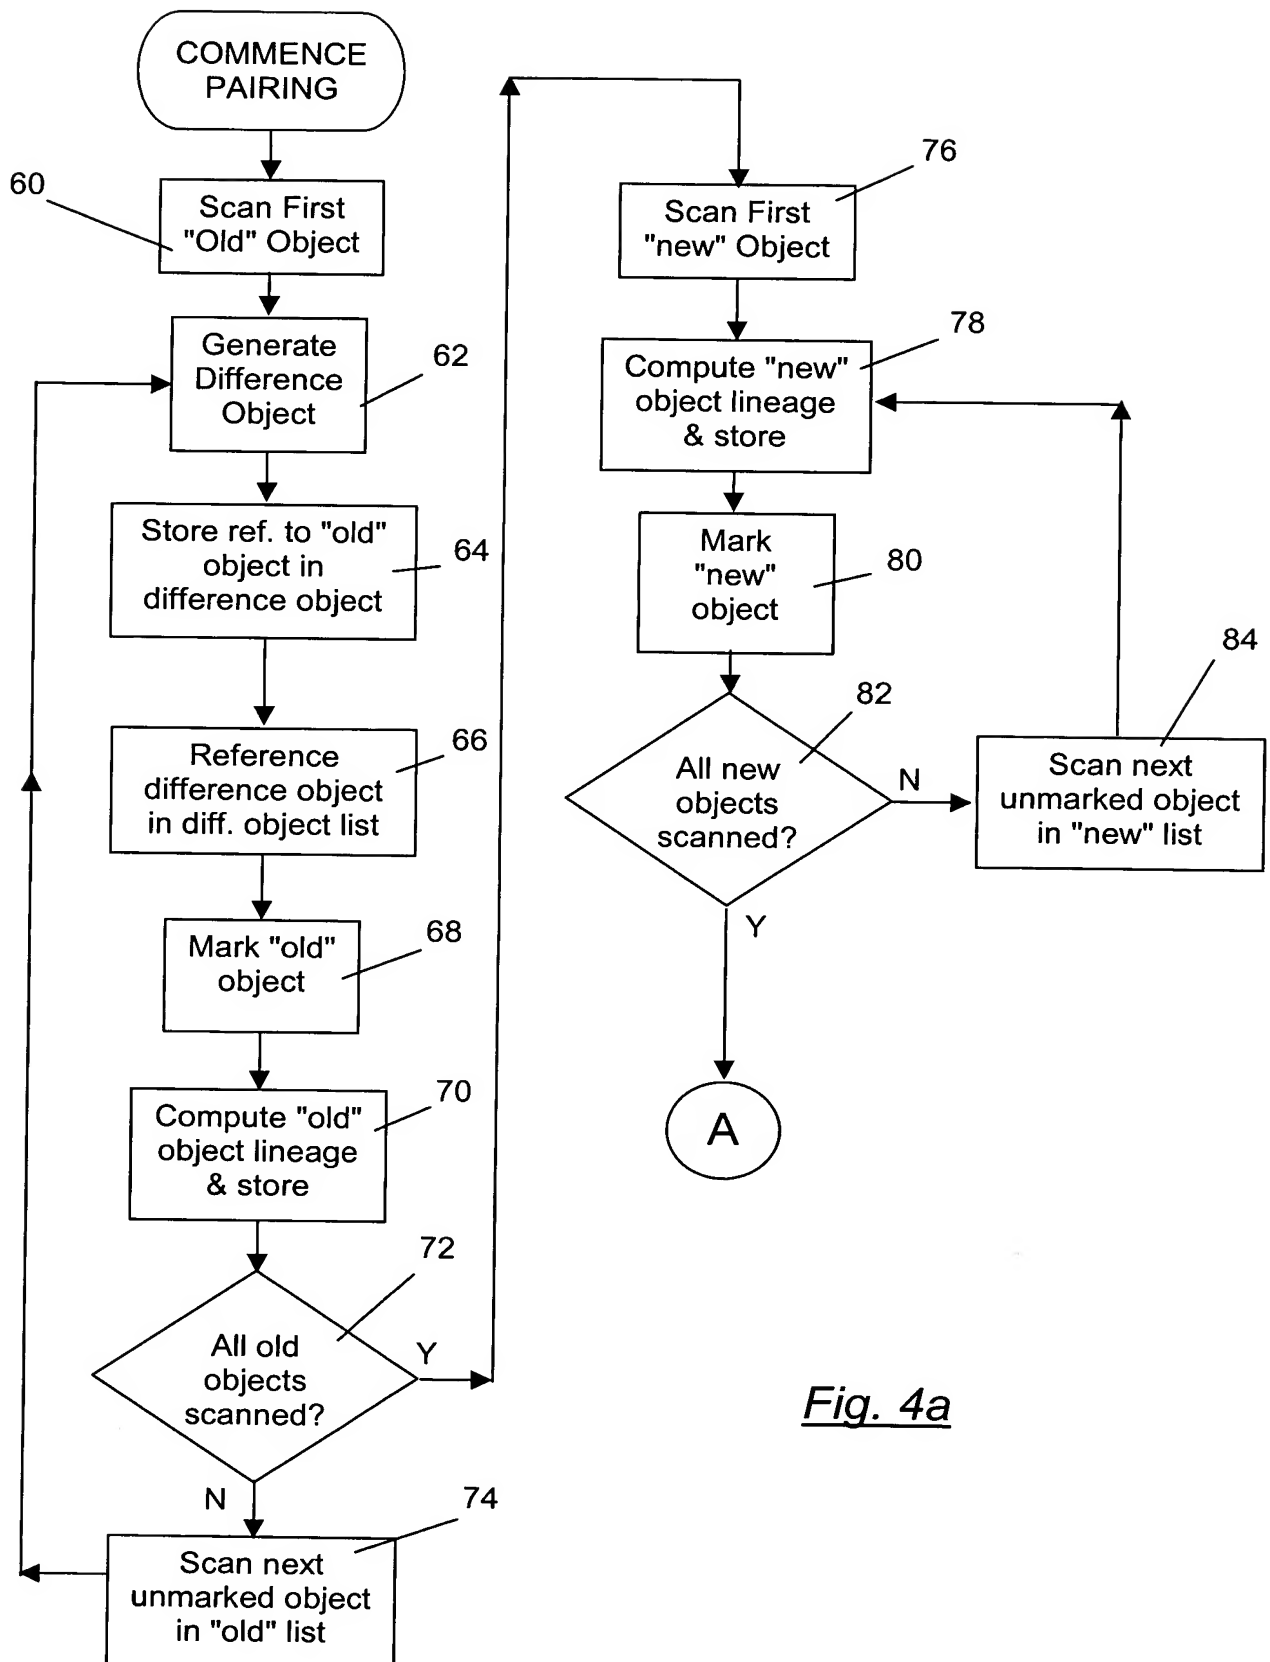 COMMENCE
PAIRING
60
Scan First
"Old" Object
Generate
Difference
Object
62
Store ref. to "old"
object in
difference object
64
Reference
difference object
in diff. object list
66
Mark "old"
object
68
Compute "old"
object lineage
& store
70
All old
objects
scanned?
72
Y
N
Scan next
unmarked object
in "old" list
74
Scan First
"new" Object
76
Compute "new"
object lineage
& store
78
Mark
"new"
object
80
All new
objects
scanned?
82
N
Y
Scan next
unmarked object
in "new" list
84
A
Fig. 4a